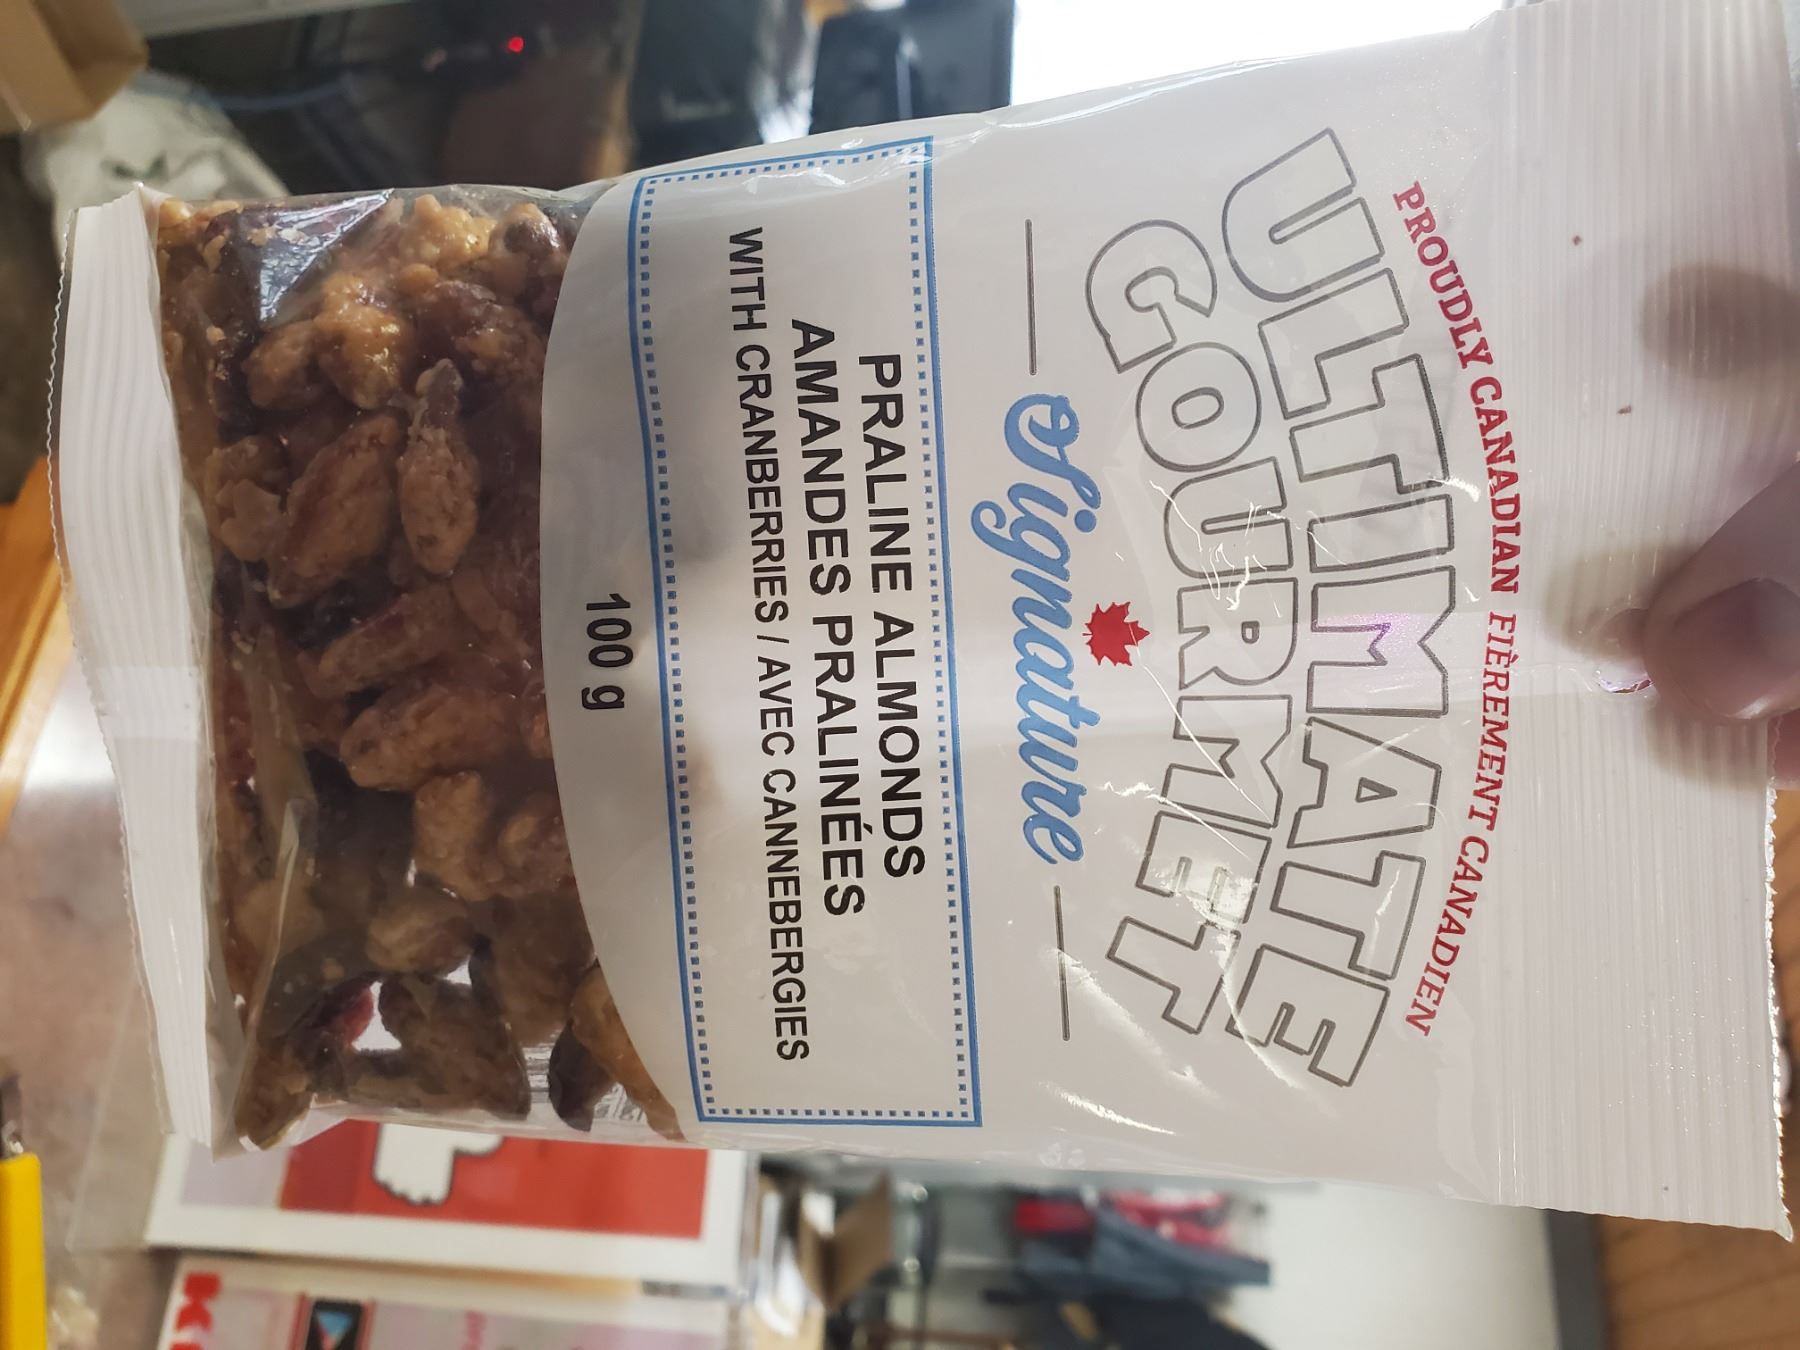 PROUDLY CANADIAN FIÈREMENT CANADIEN
ULTIMATE
GOURMET
Signature
PRALINE ALMONDS
AMANDES PRALINÉES
WITH CRANBERRIES / AVEC CANNEBERGIES
100 g